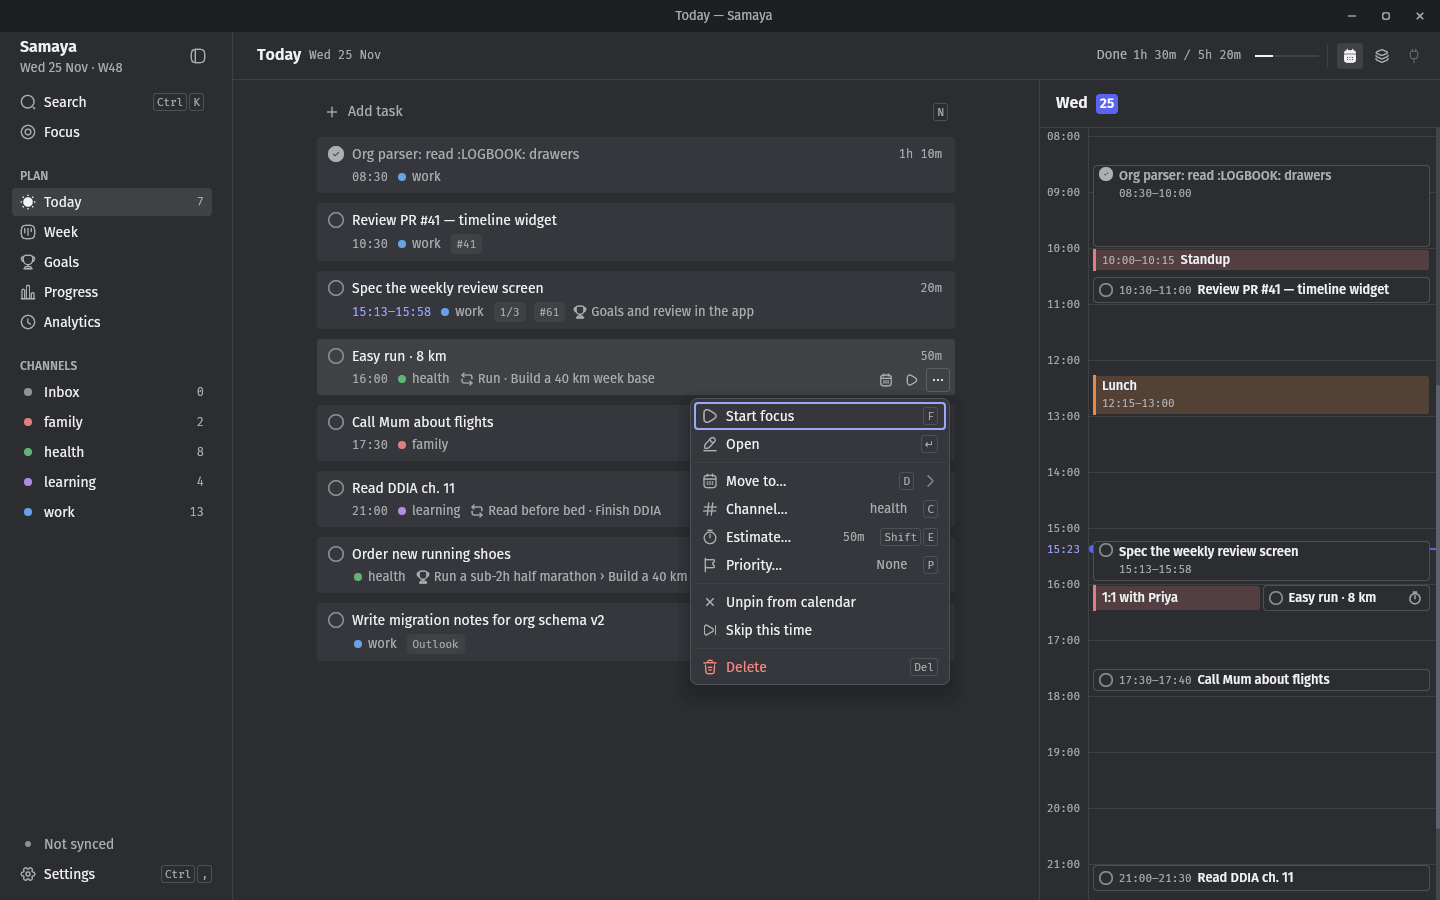 Today — Samaya
Samaya
Wed 25 Nov · W48
Search Ctrl K
Focus
PLAN
Today 7
Week
Goals
Progress
Analytics
CHANNELS
Inbox 0
family 2
health 8
learning 4
work 13
Not synced
Settings Ctrl ,
Today Wed 25 Nov
Done 1h 30m / 5h 20m
Add task N
Org parser: read :LOGBOOK: drawers 1h 10m
08:30 work
Review PR #41 — timeline widget
10:30 work #41
Spec the weekly review screen 20m
15:13–15:58 work 1/3 #61 Goals and review in the app
Easy run · 8 km 50m
16:00 health Run · Build a 40 km week base
Call Mum about flights
17:30 family
Read DDIA ch. 11
21:00 learning Read before bed · Finish DDIA
Order new running shoes
health Run a sub-2h half marathon › Build a 40 km
Write migration notes for org schema v2
work Outlook
Start focus F
Open ↵
Move to... D
Channel... health C
Estimate... 50m Shift E
Priority... None P
Unpin from calendar
Skip this time
Delete Del
Wed 25
08:00
Org parser: read :LOGBOOK: drawers
08:30–10:00
09:00
10:00
10:00–10:15 Standup
10:30–11:00 Review PR #41 — timeline widget
11:00
12:00
Lunch
12:15–13:00
13:00
14:00
15:00
15:23
Spec the weekly review screen
15:13–15:58
16:00
1:1 with Priya
Easy run · 8 km
17:00
17:30–17:40 Call Mum about flights
18:00
19:00
20:00
21:00
21:00–21:30 Read DDIA ch. 11